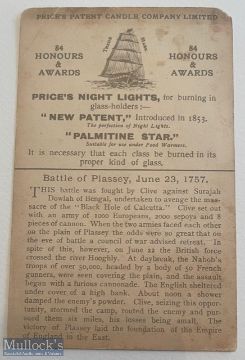 PRICE'S PATENT CANDLE COMPANY LIMITED
84
HONOURS
&
AWARDS
TRADE MARK
84
HONOURS
&
AWARDS
PRICE'S NIGHT LIGHTS, for burning in
glass-holders:—
"NEW PATENT," Introduced in 1853.
The perfection of Night Lights.
"PALMITINE STAR."
Suitable for use under Food Warmers.
It is necessary that each class be burned in its
proper kind of glass.
Battle of Plassey, June 23, 1757.
THIS battle was fought by Clive against Surajah
Dowlah of Bengal, undertaken to avenge the mas-
sacre of the "Black Hole of Calcutta." Clive set out
with an army of 1000 Europeans, 2000 sepoys and 8
pieces of cannon. When the two armies faced each other
on the plain of Plassey the odds were so great that on
the eve of battle a council of war advised retreat. In
spite of this, however, on June 22 the British force
crossed the river Hooghly. At daybreak, the Nabob's
troops of over 50,000, headed by a body of 50 French
gunners, were seen covering the plain, and the assault
began with a furious cannonade. The English sheltered
under cover of a high bank. About noon a shower
damped the enemy's powder. Clive, seizing this oppor-
tunity, stormed the camp, routed the enemy and pur-
sued them six miles, his losses being small. The
victory of Plassey laid the foundation of the Empire
of England in the East.
Mullock's Auctions